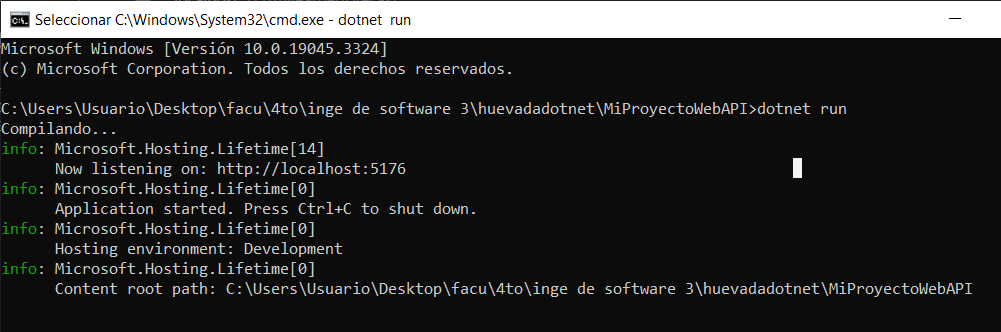 Seleccionar C:\Windows\System32\cmd.exe - dotnet run
Microsoft Windows [Versión 10.0.19045.3324]
(c) Microsoft Corporation. Todos los derechos reservados.
C:\Users\Usuario\Desktop\facu\4to\inge de software 3\huevadadotnet\MiProyectoWebAPI>dotnet run
Compilando...
info: Microsoft.Hosting.Lifetime[14]
Now listening on: http://localhost:5176
info: Microsoft.Hosting.Lifetime[0]
Application started. Press Ctrl+C to shut down.
info: Microsoft.Hosting.Lifetime[0]
Hosting environment: Development
info: Microsoft.Hosting.Lifetime[0]
Content root path: C:\Users\Usuario\Desktop\facu\4to\inge de software 3\huevadadotnet\MiProyectoWebAPI